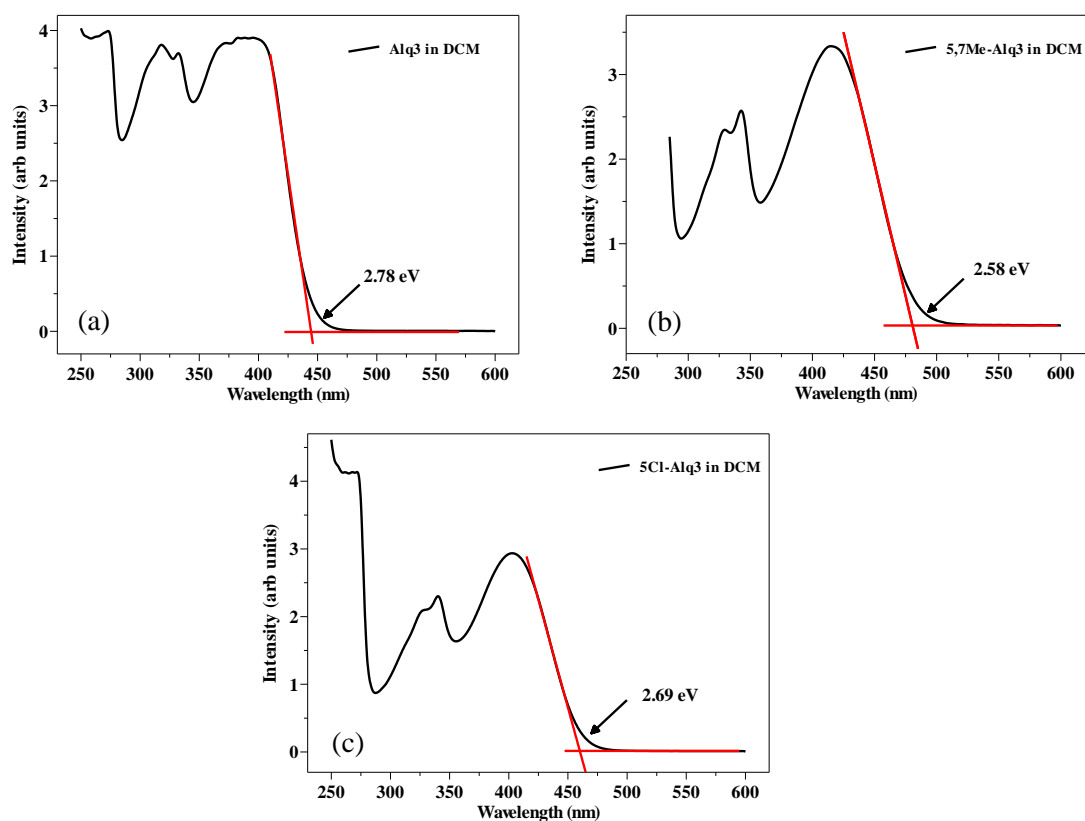 4
3
2
1
0
Intensity (arb units)
Alq3 in DCM
2.78 eV
(a)
250 300 350 400 450 500 550 600
Wavelength (nm)
3
2
1
0
Intensity (arb units)
5,7Me-Alq3 in DCM
2.58 eV
(b)
250 300 350 400 450 500 550 600
Wavelength (nm)
4
3
2
1
0
Intensity (arb units)
5Cl-Alq3 in DCM
2.69 eV
(c)
250 300 350 400 450 500 550 600
Wavelength (nm)